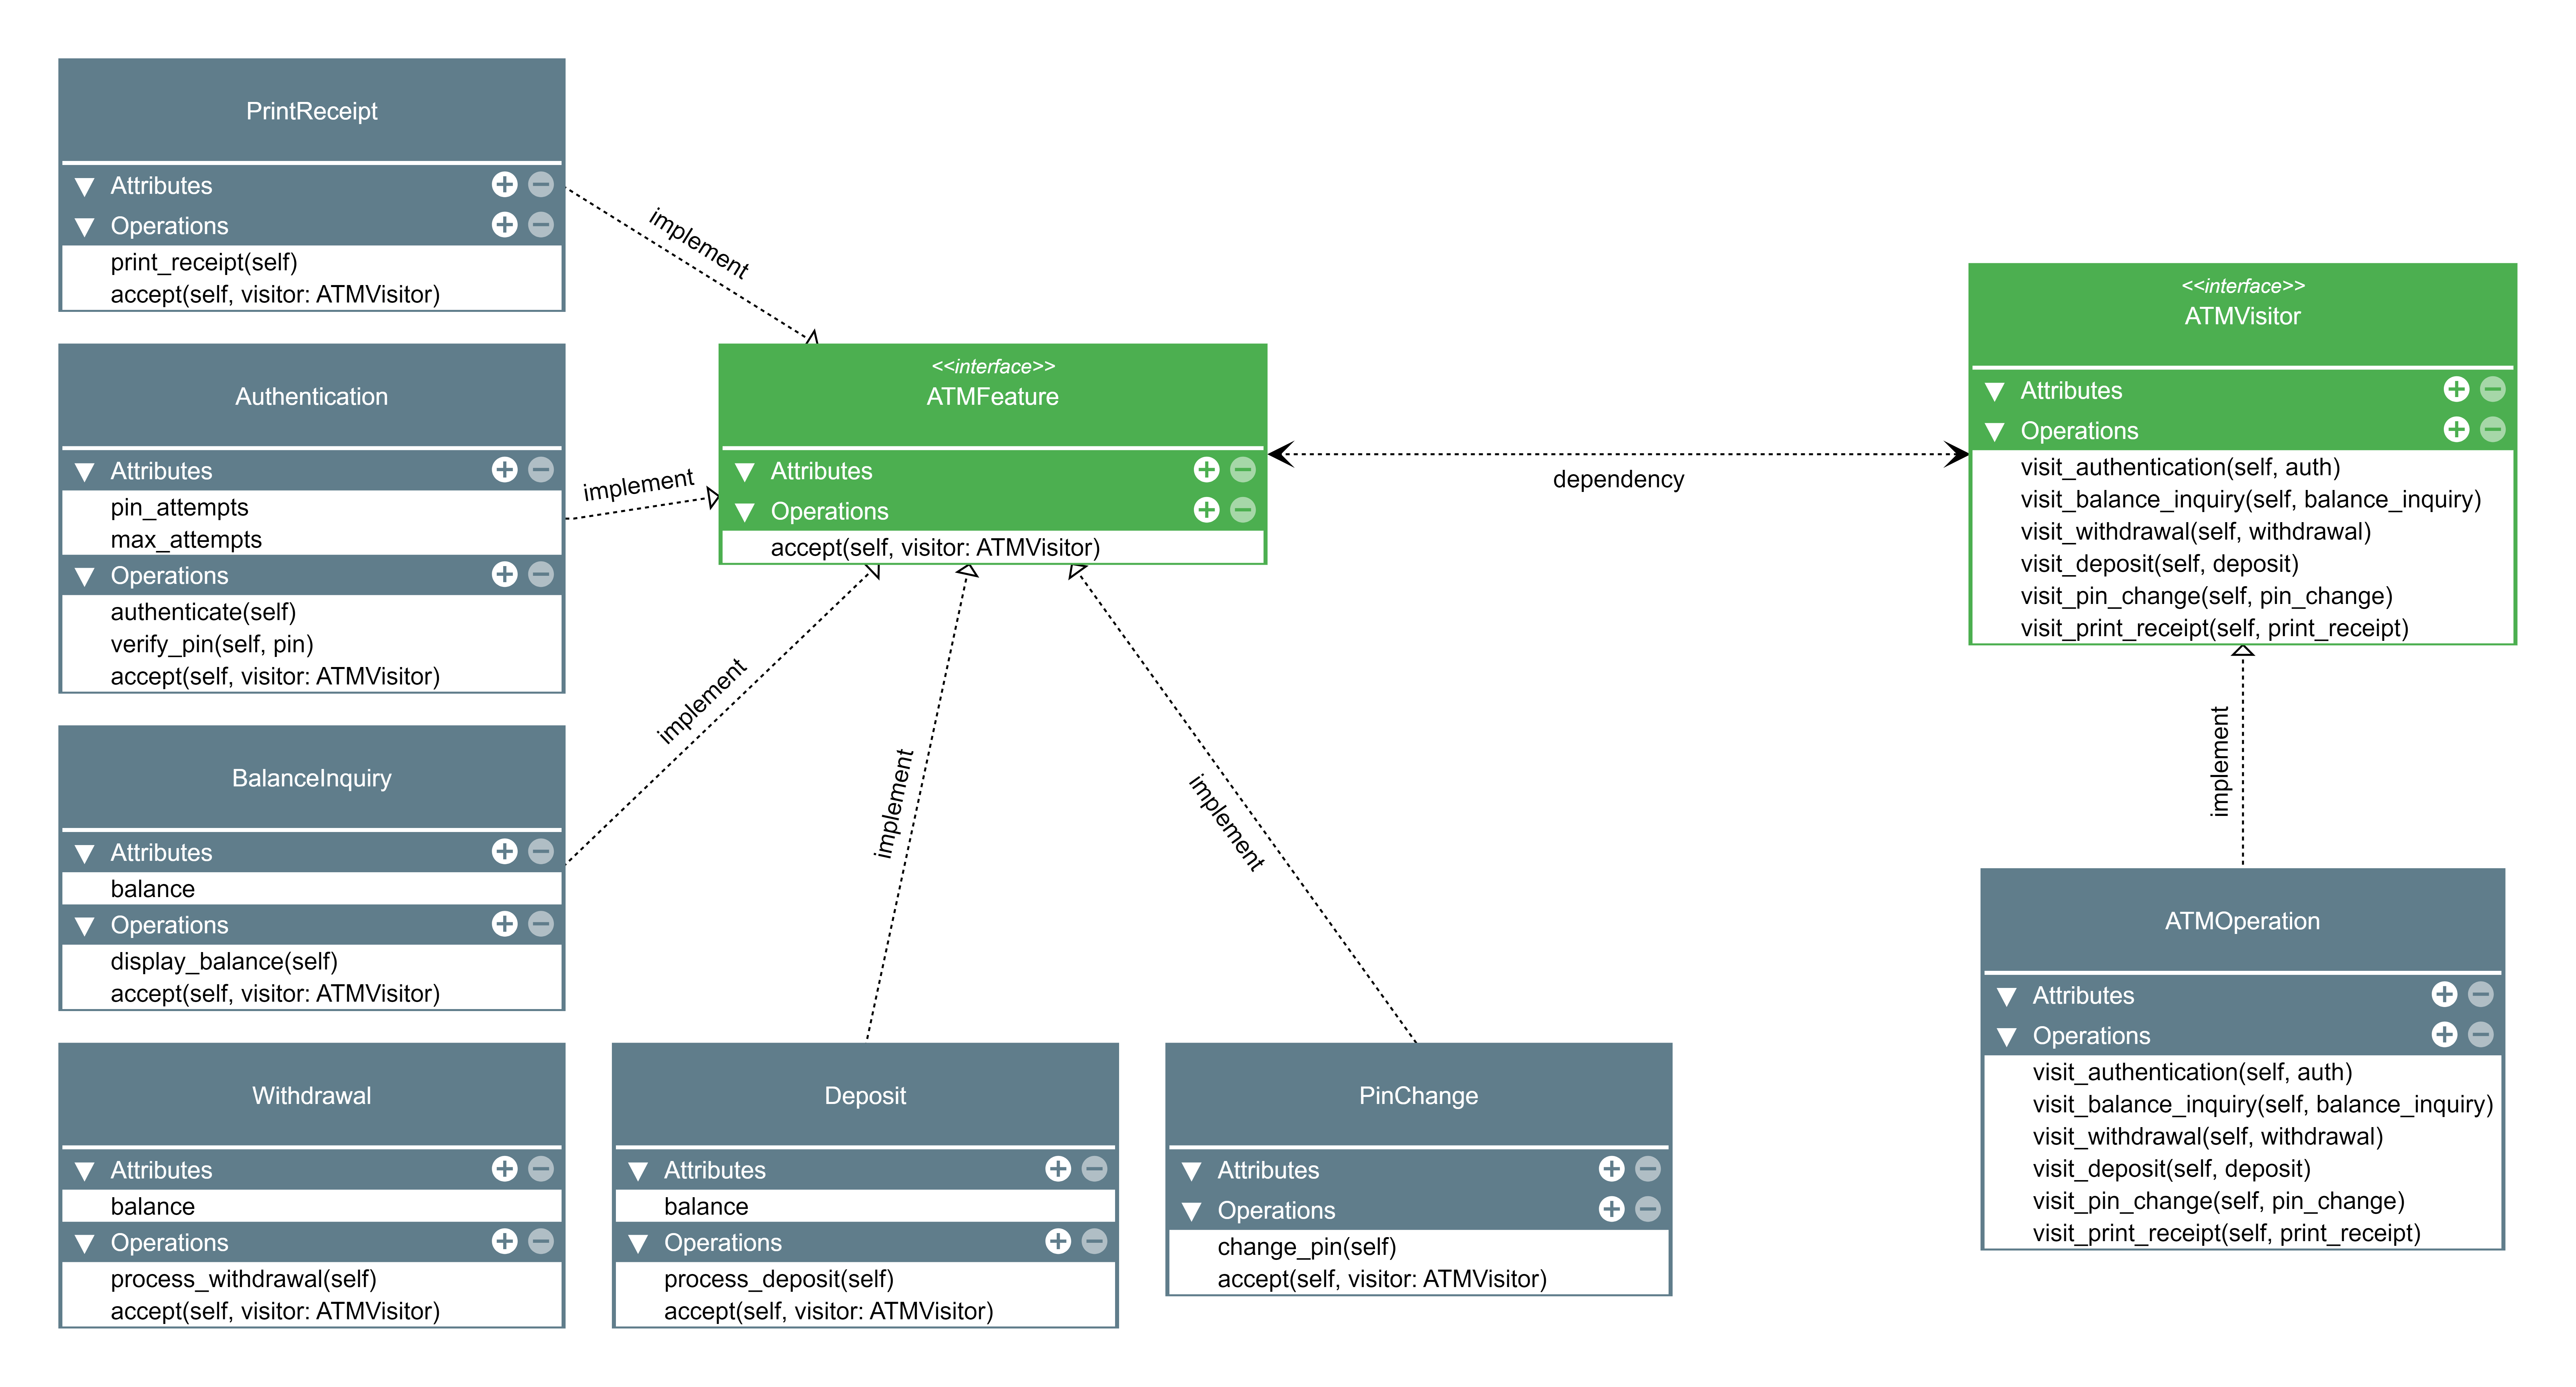 PrintReceipt
Attributes
Operations
print_receipt(self)
accept(self, visitor: ATMVisitor)
Authentication
Attributes
pin_attempts
max_attempts
Operations
authenticate(self)
verify_pin(self, pin)
accept(self, visitor: ATMVisitor)
BalanceInquiry
Attributes
balance
Operations
display_balance(self)
accept(self, visitor: ATMVisitor)
Withdrawal
Attributes
balance
Operations
process_withdrawal(self)
accept(self, visitor: ATMVisitor)
implement
implement
implement
implement
implement
<<interface>>
ATMFeature
Attributes
Operations
accept(self, visitor: ATMVisitor)
Deposit
Attributes
balance
Operations
process_deposit(self)
accept(self, visitor: ATMVisitor)
PinChange
Attributes
Operations
change_pin(self)
accept(self, visitor: ATMVisitor)
dependency
<<interface>>
ATMVisitor
Attributes
Operations
visit_authentication(self, auth)
visit_balance_inquiry(self, balance_inquiry)
visit_withdrawal(self, withdrawal)
visit_deposit(self, deposit)
visit_pin_change(self, pin_change)
visit_print_receipt(self, print_receipt)
implement
ATMOperation
Attributes
Operations
visit_authentication(self, auth)
visit_balance_inquiry(self, balance_inquiry)
visit_withdrawal(self, withdrawal)
visit_deposit(self, deposit)
visit_pin_change(self, pin_change)
visit_print_receipt(self, print_receipt)